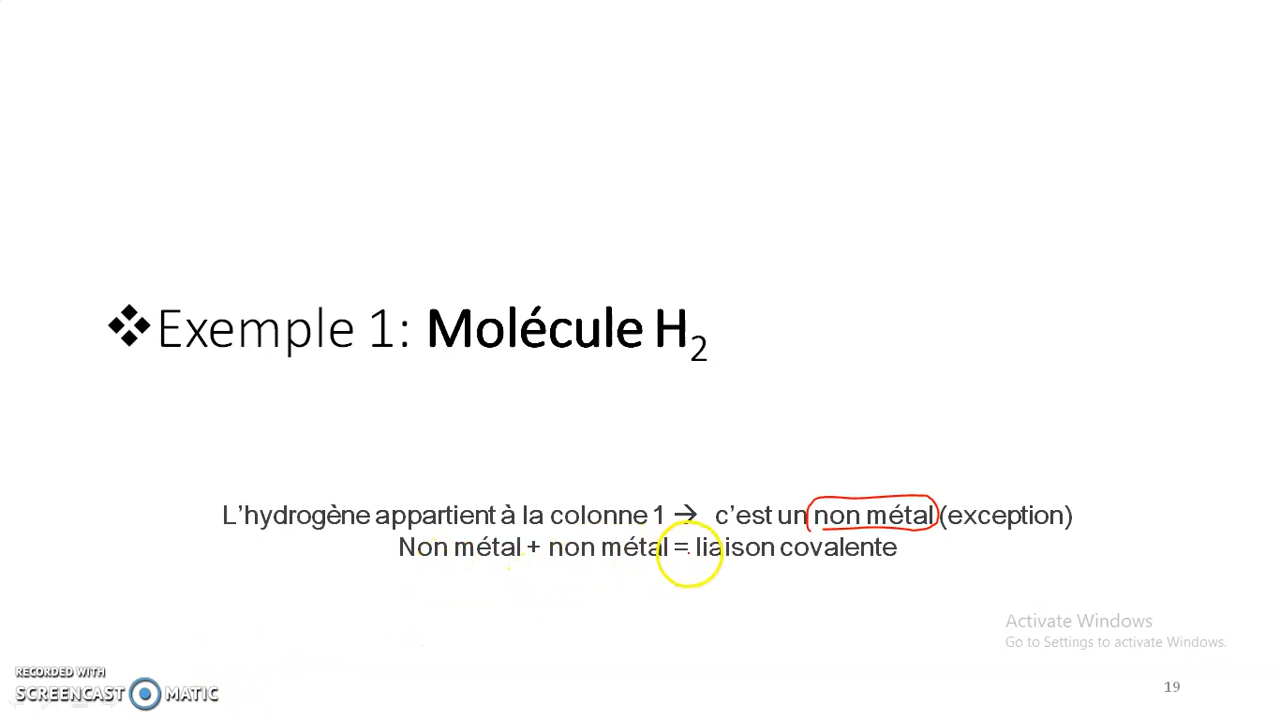 ❖Exemple 1: Molécule H₂
L’hydrogène appartient à la colonne 1 → c’est un non métal (exception)
Non métal + non métal = liaison covalente
Activate Windows
Go to Settings to activate Windows.
RECORDED WITH
SCREENCAST MATIC
19